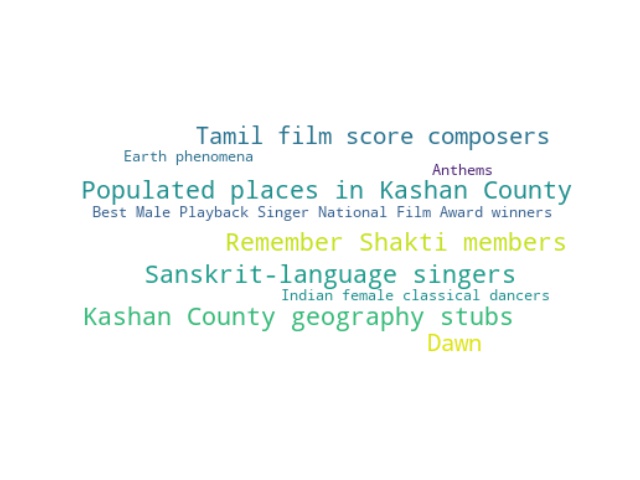 Tamil film score composers
Earth phenomena
Anthems
Populated places in Kashan County
Best Male Playback Singer National Film Award winners
Remember Shakti members
Sanskrit-language singers
Indian female classical dancers
Kashan County geography stubs
Dawn